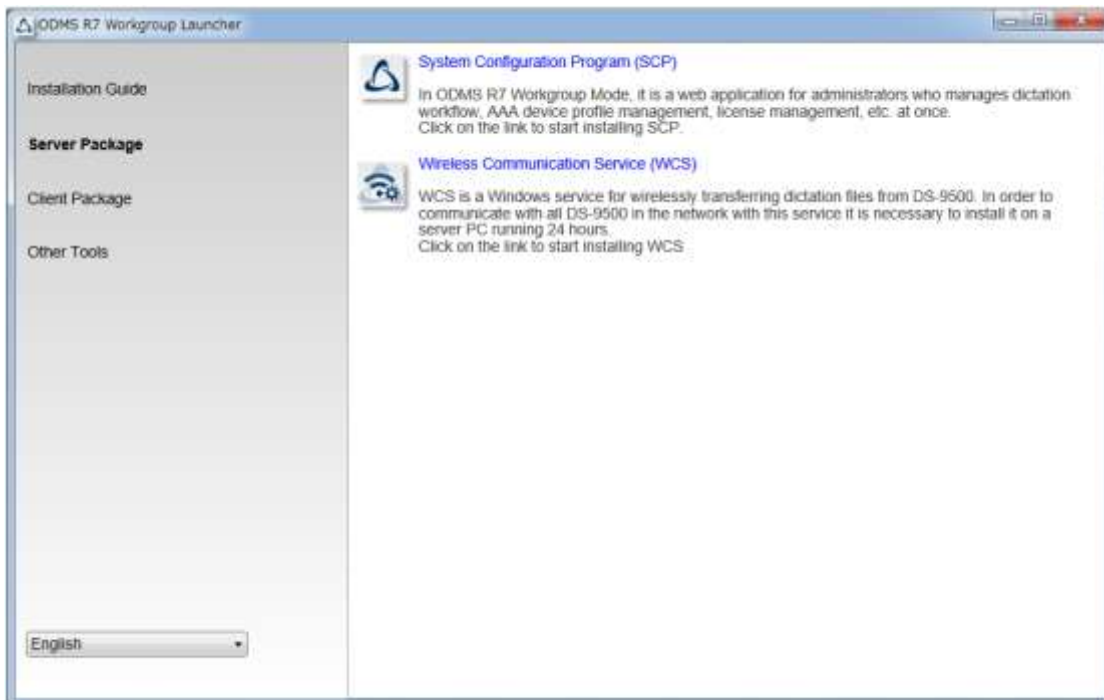 ODMS R7 Workgroup Launcher
Installation Guide
Server Package
Client Package
Other Tools
English
System Configuration Program (SCP)
In ODMS R7 Workgroup Mode, it is a web application for administrators who manages dictation
workflow, AAA device profile management, license management, etc. at once.
Click on the link to start installing SCP.
Wireless Communication Service (WCS)
WCS is a Windows service for wirelessly transferring dictation files from DS-9500. In order to
communicate with all DS-9500 in the network with this service it is necessary to install it on a
server PC running 24 hours.
Click on the link to start installing WCS